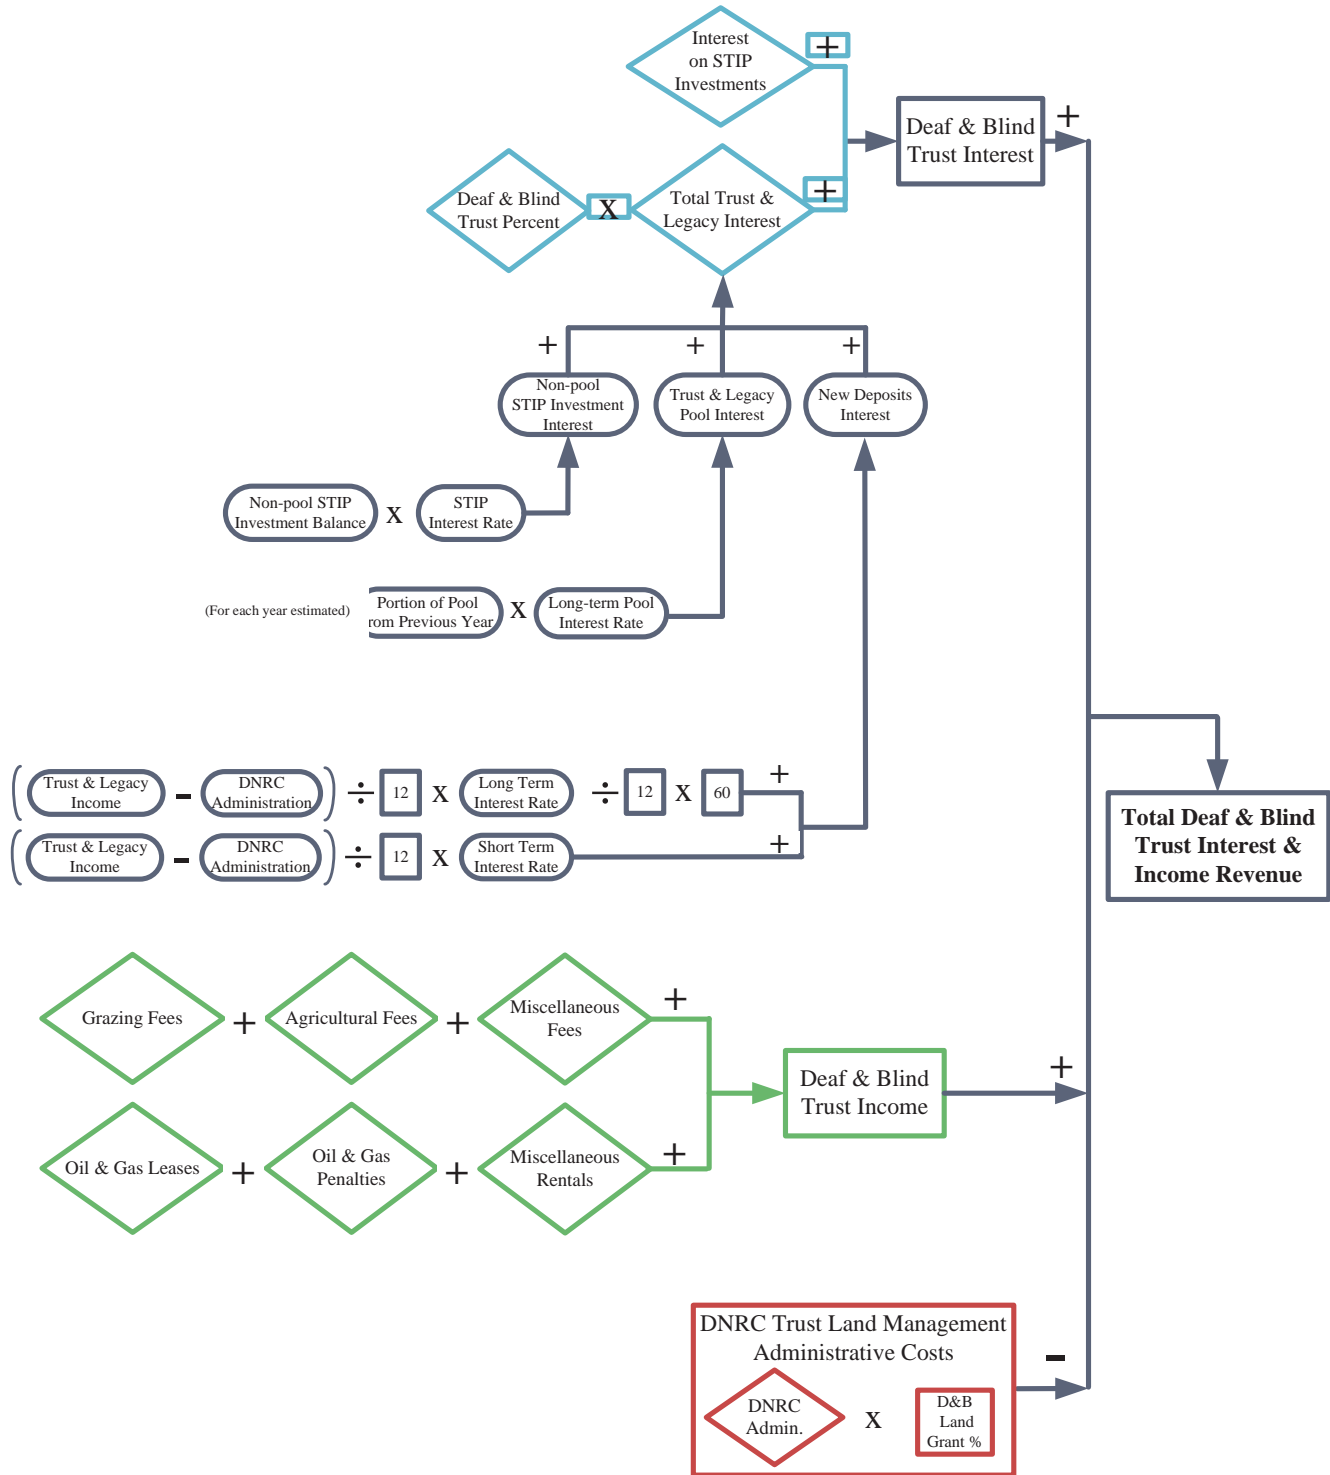 Interest
on STIP
Investments
+
Deaf & Blind
Trust Interest
+
Deaf & Blind
Trust Percent
X
Total Trust &
Legacy Interest
+
+
+
+
Non-pool
STIP Investment
Interest
Trust & Legacy
Pool Interest
New Deposits
Interest
Non-pool STIP
Investment Balance
X
STIP
Interest Rate
(For each year estimated)
Portion of Pool
from Previous Year
X
Long-term Pool
Interest Rate
(
Trust & Legacy
Income
-
DNRC
Administration
)
÷
12
X
Long Term
Interest Rate
÷
12
X
60
+
(
Trust & Legacy
Income
-
DNRC
Administration
)
÷
12
X
Short Term
Interest Rate
+
Total Deaf & Blind
Trust Interest &
Income Revenue
Grazing Fees
+
Agricultural Fees
+
Miscellaneous
Fees
+
Deaf & Blind
Trust Income
+
Oil & Gas Leases
+
Oil & Gas
Penalties
+
Miscellaneous
Rentals
+
DNRC Trust Land Management
Administrative Costs
-
DNRC
Admin.
X
D&B
Land
Grant %